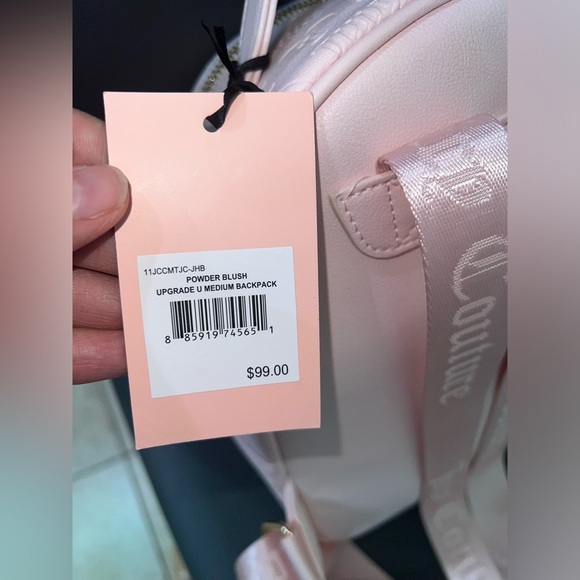 11JCCMTJC-JHB
POWDER BLUSH
UPGRADE U MEDIUM BACKPACK
8 85919 74565 1
$99.00
Couture